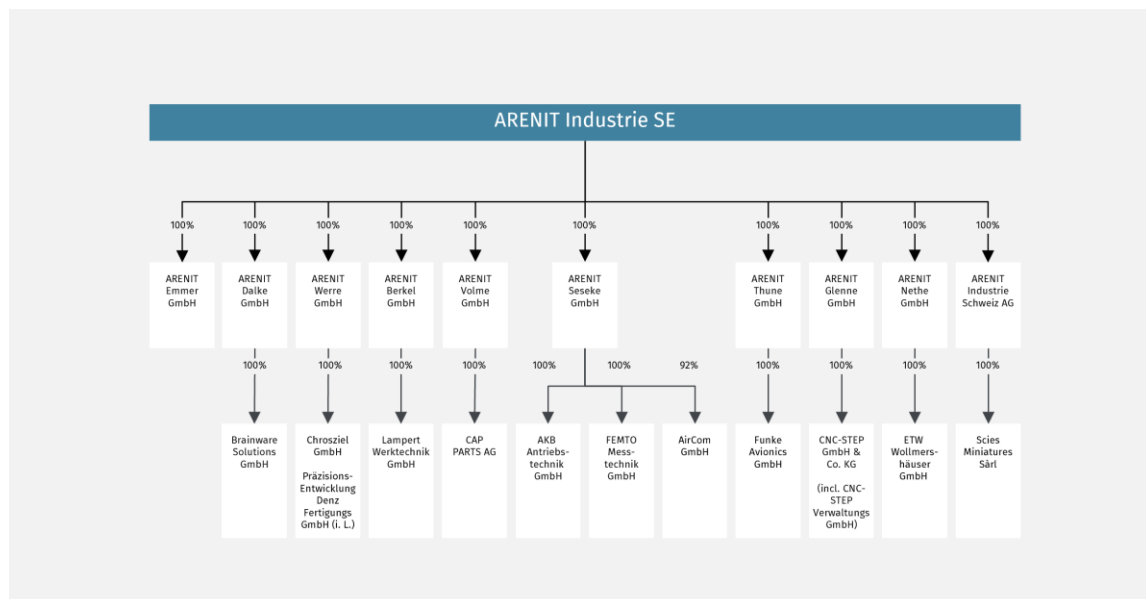 ARENIT Industrie SE
100% 100% 100% 100% 100% 100% 100% 100% 100% 100%
ARENIT
Emmer
GmbH
ARENIT
Dalke
GmbH
ARENIT
Werre
GmbH
ARENIT
Berkel
GmbH
ARENIT
Volme
GmbH
ARENIT
Seseke
GmbH
ARENIT
Thune
GmbH
ARENIT
Glenne
GmbH
ARENIT
Nethe
GmbH
ARENIT
Industrie
Schweiz AG
100% 100% 100% 100% 100% 100% 92% 100% 100% 100% 100%
Brainware
Solutions
GmbH
Chrosziel
GmbH
Präzisions-
Entwicklung
Denz
Fertigungs
GmbH (i. L.)
Lampert
Werktechnik
GmbH
CAP
PARTS AG
AKB
Antriebs-
technik
GmbH
FEMTO
Mess-
technik
GmbH
AirCom
GmbH
Funke
Avionics
GmbH
CNC-STEP
GmbH &
Co. KG
(incl. CNC-
STEP
Verwaltungs
GmbH)
ETW
Wollmers-
häuser
GmbH
Scies
Miniatures
Sàrl